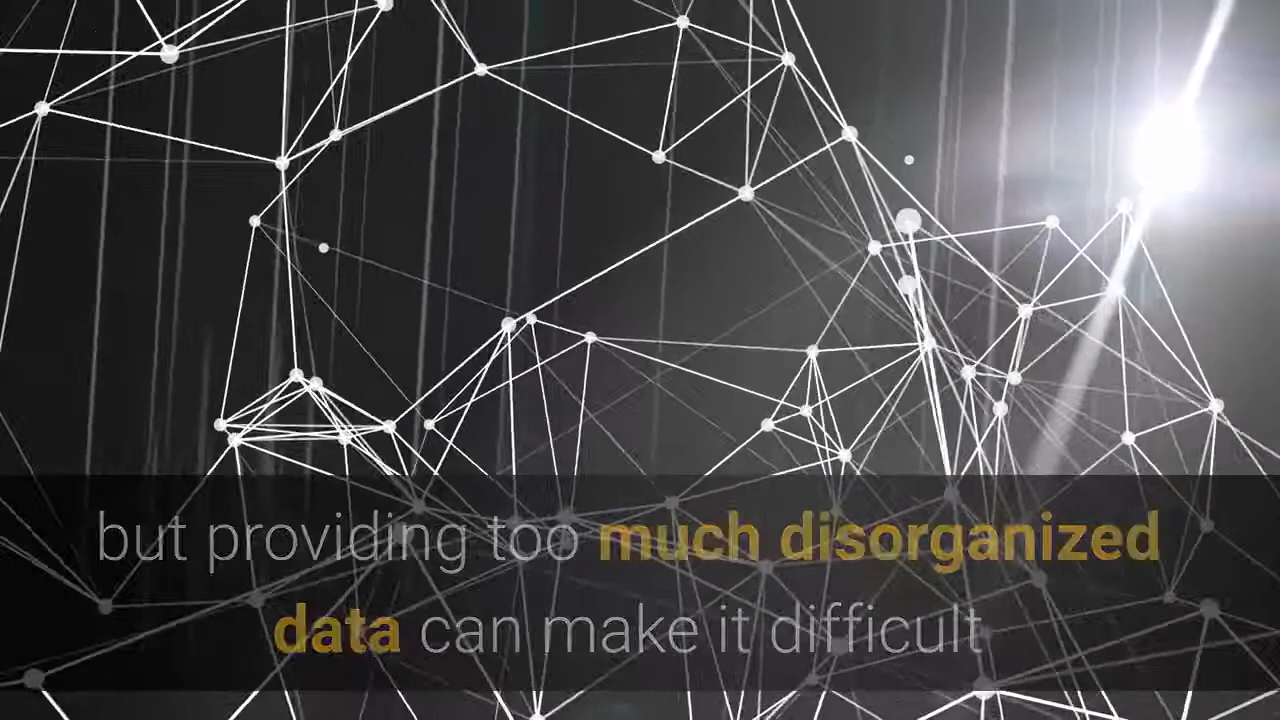 but providing too much disorganized
data can make it difficult